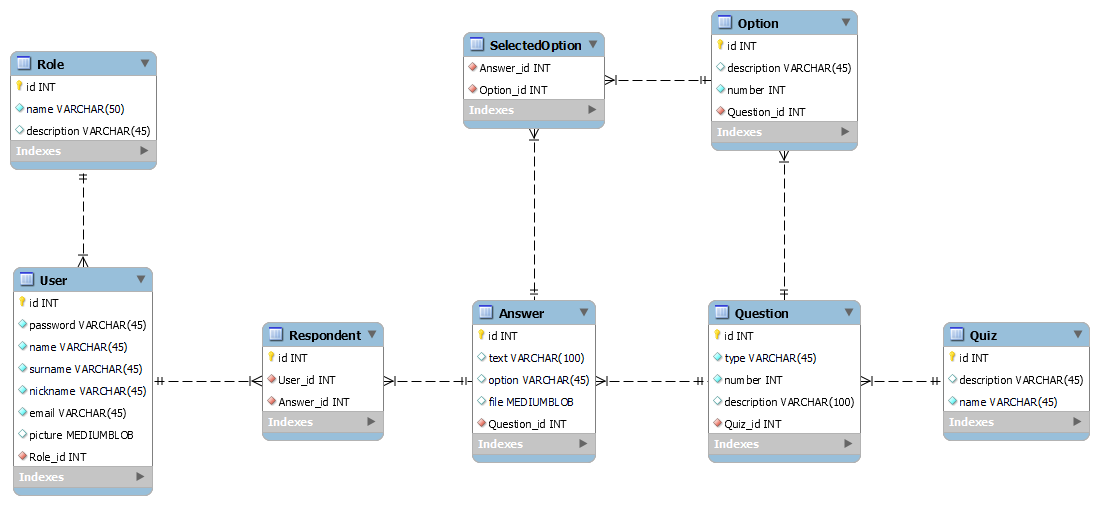 Role
id INT
name VARCHAR(50)
description VARCHAR(45)
Indexes
SelectedOption
Answer_id INT
Option_id INT
Indexes
Option
id INT
description VARCHAR(45)
number INT
Question_id INT
Indexes
User
id INT
password VARCHAR(45)
name VARCHAR(45)
surname VARCHAR(45)
nickname VARCHAR(45)
email VARCHAR(45)
picture MEDIUMBLOB
Role_id INT
Indexes
Respondent
id INT
User_id INT
Answer_id INT
Indexes
Answer
id INT
text VARCHAR(100)
option VARCHAR(45)
file MEDIUMBLOB
Question_id INT
Indexes
Question
id INT
type VARCHAR(45)
number INT
description VARCHAR(100)
Quiz_id INT
Indexes
Quiz
id INT
description VARCHAR(45)
name VARCHAR(45)
Indexes